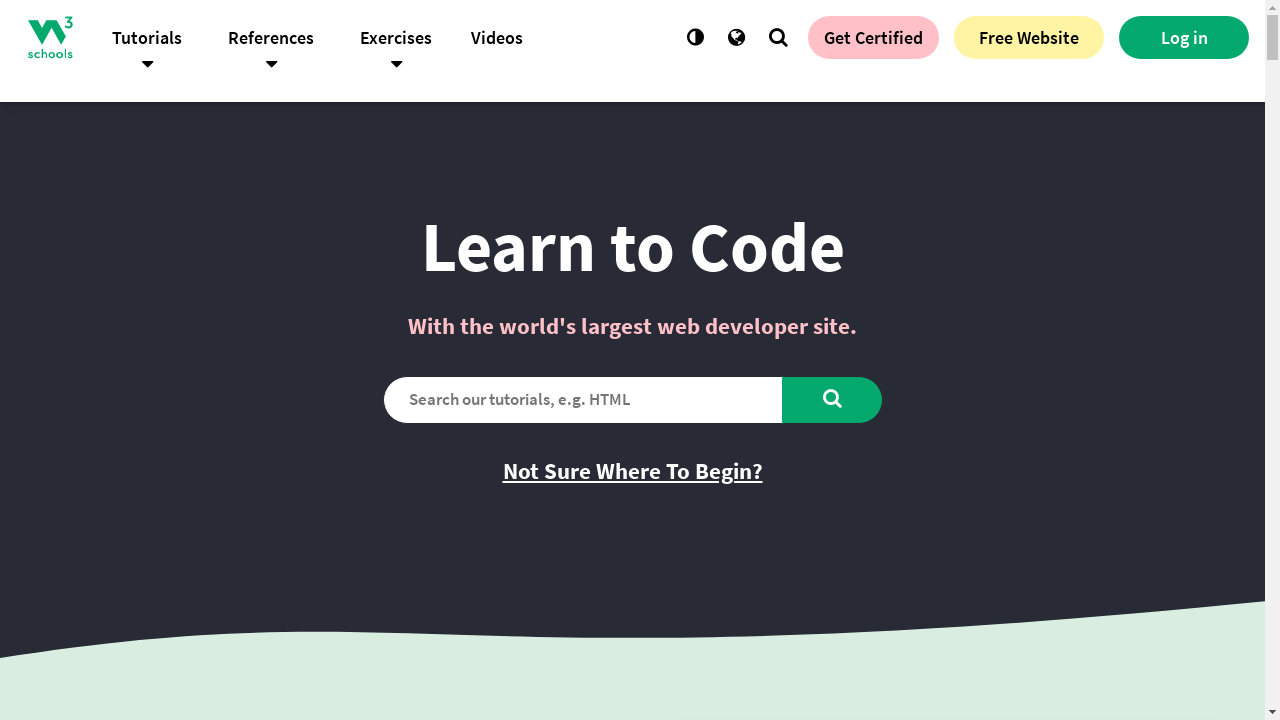 3
schools
Tutorials
References
Exercises
Videos
Get Certified
Free Website
Log in
Learn to Code
With the world's largest web developer site.
Search our tutorials, e.g. HTML
Not Sure Where To Begin?